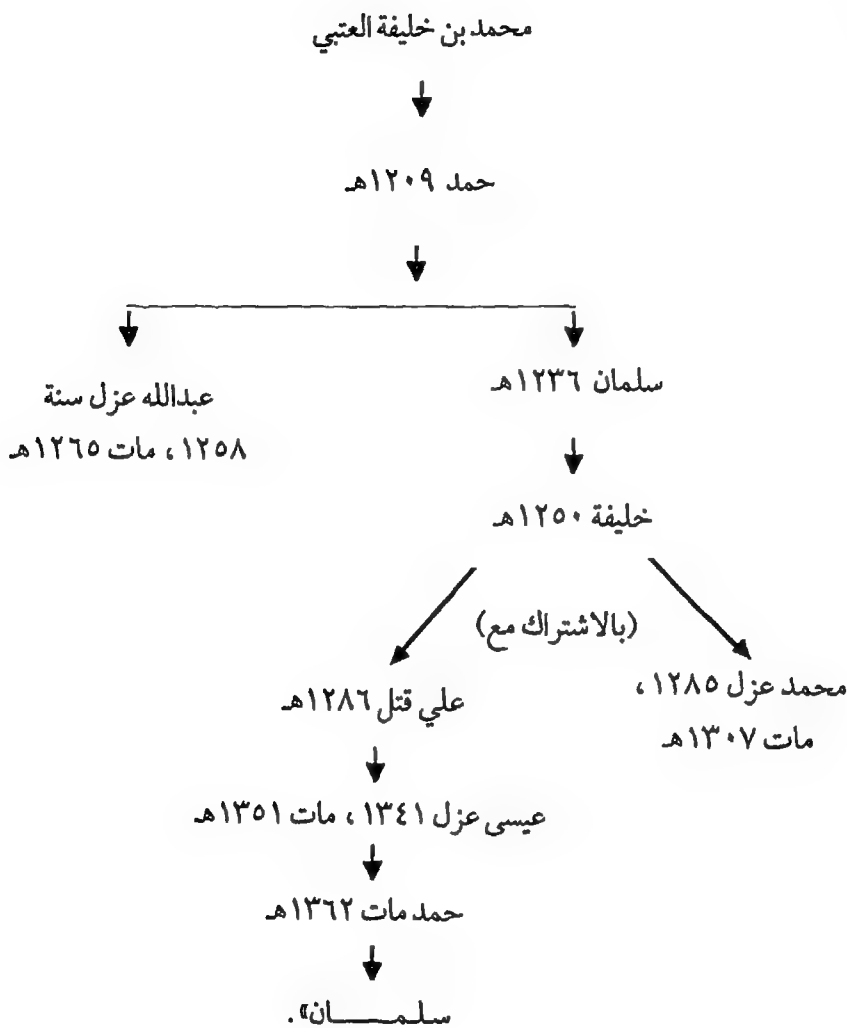 محمد بن خليفة العتبي
حمد ١٢٠٩هـ
سلمان ١٢٣٦هـ
عبدالله عزل سنة
١٢٥٨ ، مات ١٢٦٥هـ
خليفة ١٢٥٠هـ
(بالاشتراك مع)
محمد عزل ١٢٨٥ ،
مات ١٣٠٧هـ
علي قتل ١٢٨٦هـ
عيسى عزل ١٣٤١ ، مات ١٣٥١هـ
حمد مات ١٣٦٢هـ
سلمـــــان» .